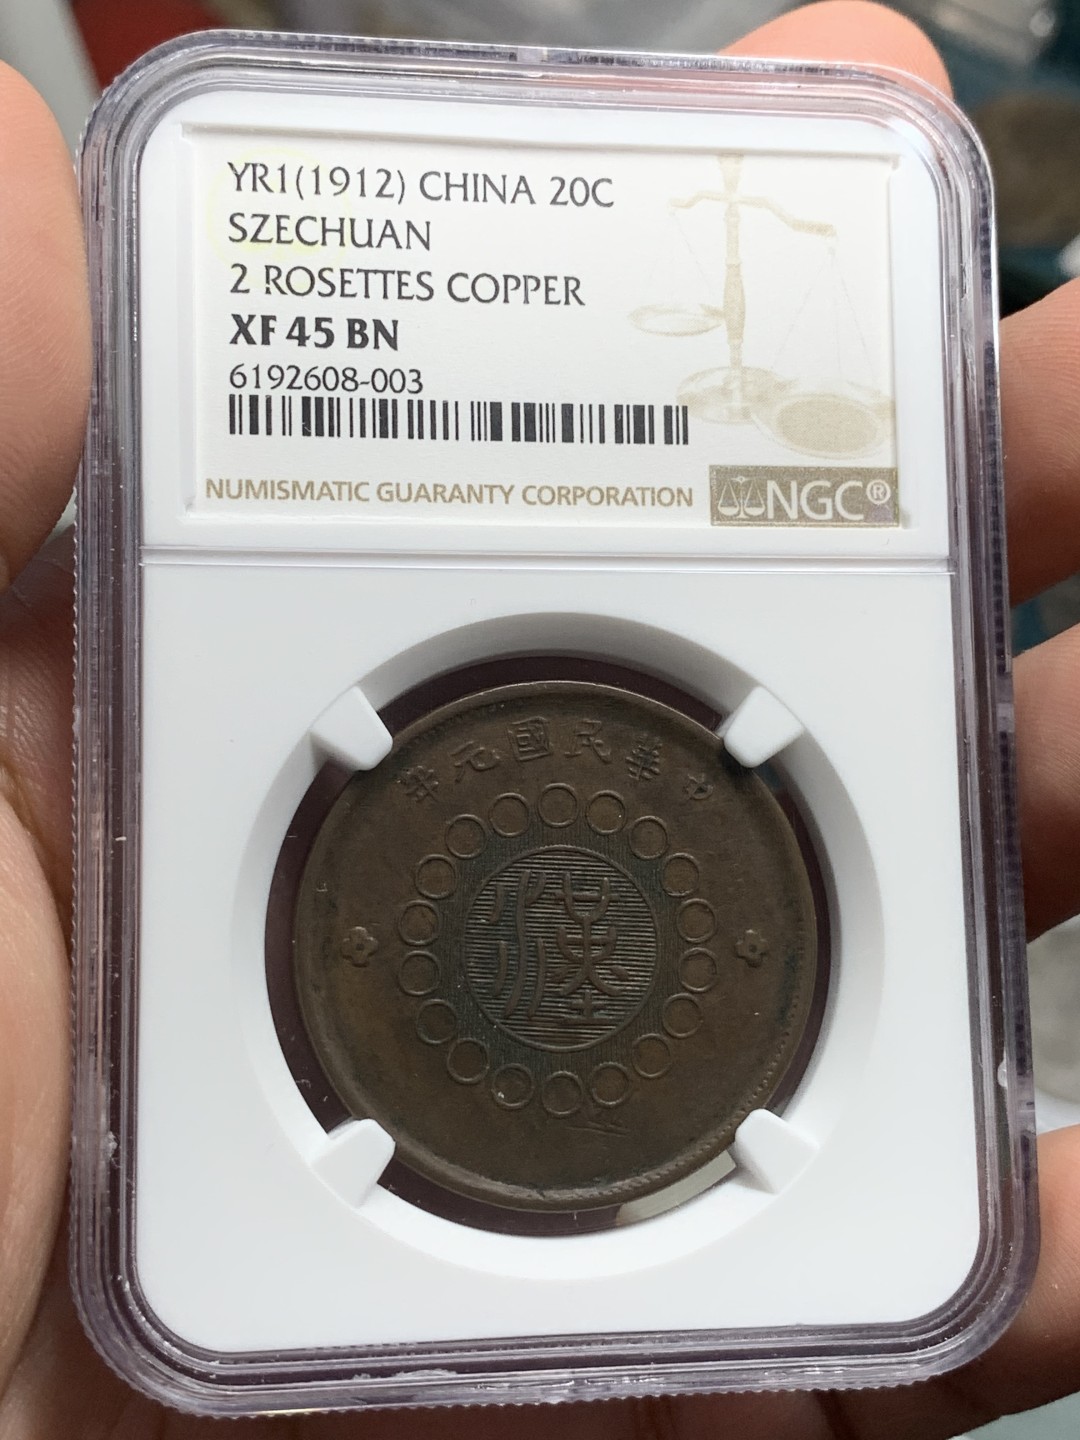 YR1(1912) CHINA 20C
SZECHUAN
2 ROSETTES COPPER
XF 45 BN
6192608-003
NUMISMATIC GUARANTY CORPORATION
NGC®
中華民國元年
漢